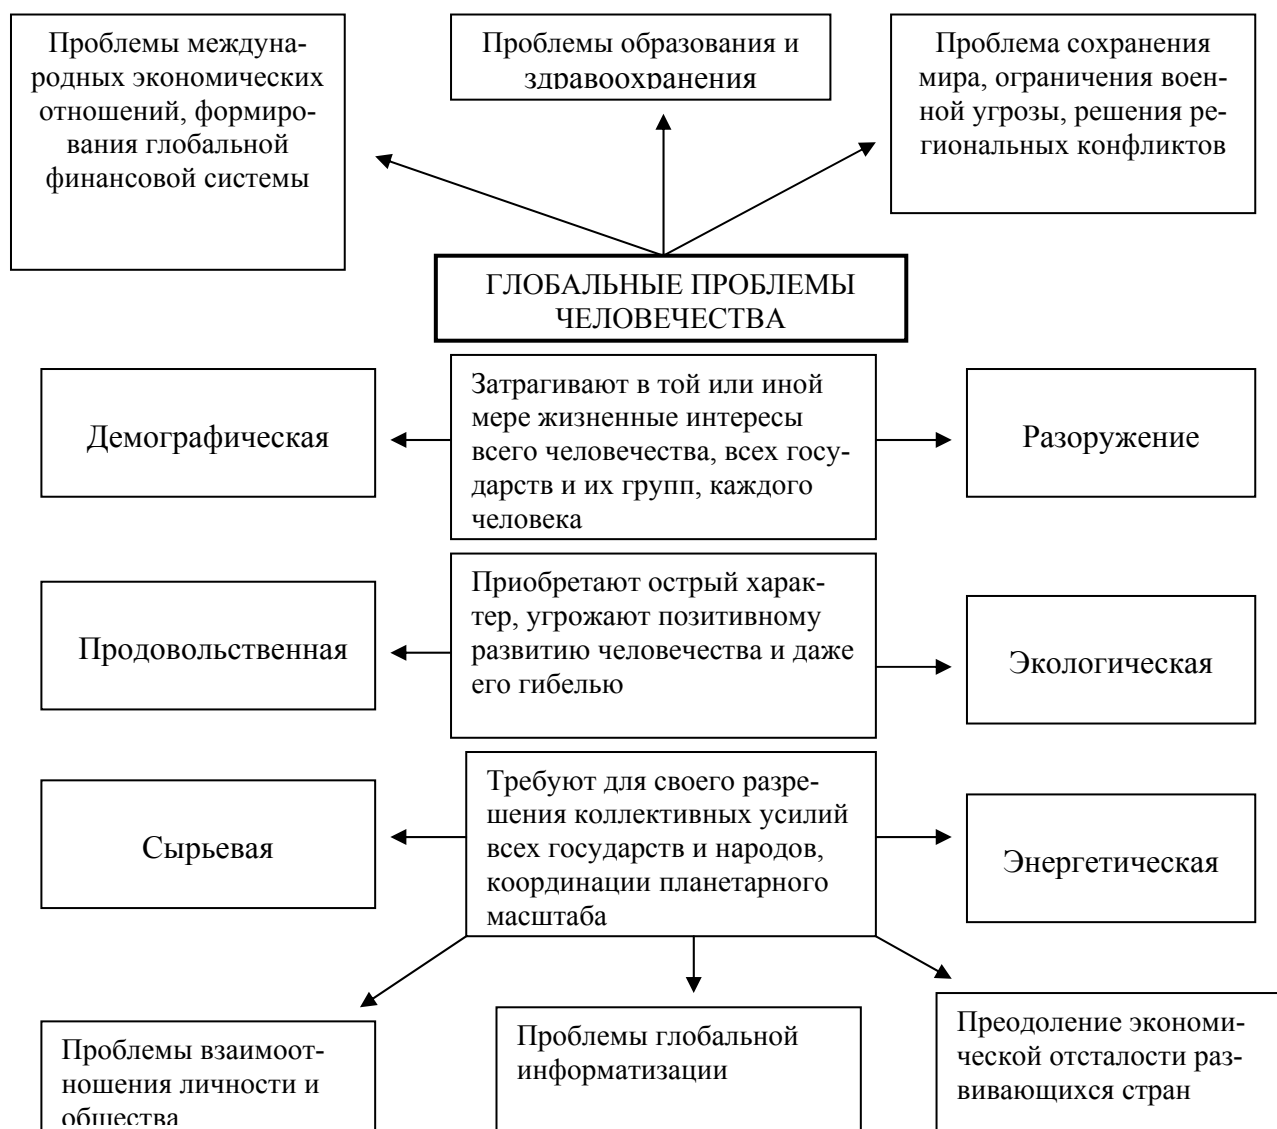 Проблемы междуна-
родных экономических
отношений, формиро-
вания глобальной
финансовой системы
Проблемы образования и
здравоохранения
Проблема сохранения
мира, ограничения воен-
ной угрозы, решения ре-
гиональных конфликтов
ГЛОБАЛЬНЫЕ ПРОБЛЕМЫ
ЧЕЛОВЕЧЕСТВА
Демографическая
Затрагивают в той или иной
мере жизненные интересы
всего человечества, всех госу-
дарств и их групп, каждого
человека
Разоружение
Продовольственная
Приобретают острый харак-
тер, угрожают позитивному
развитию человечества и даже
его гибелью
Экологическая
Сырьевая
Требуют для своего разре-
шения коллективных усилий
всех государств и народов,
координации планетарного
масштаба
Энергетическая
Проблемы взаимоот-
ношения личности и
общества
Проблемы глобальной
информатизации
Преодоление экономи-
ческой отсталости раз-
вивающихся стран